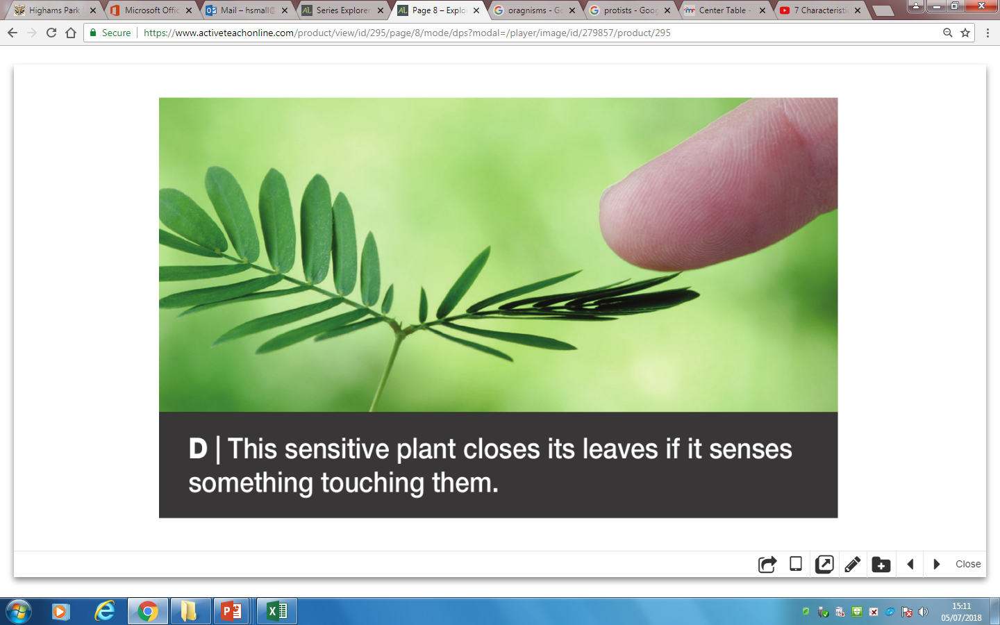 Highams Park
Microsoft Offic
Mail – hsmall@
Series Explorer
Page 8 – Explo
oragnisms - Go
protists - Goog
Center Table -
7 Characteristi
Secure
https://www.activeteachonline.com/product/view/id/295/page/8/mode/dps?modal=/player/image/id/279857/product/295
D | This sensitive plant closes its leaves if it senses
something touching them.
Close
15:11
05/07/2018